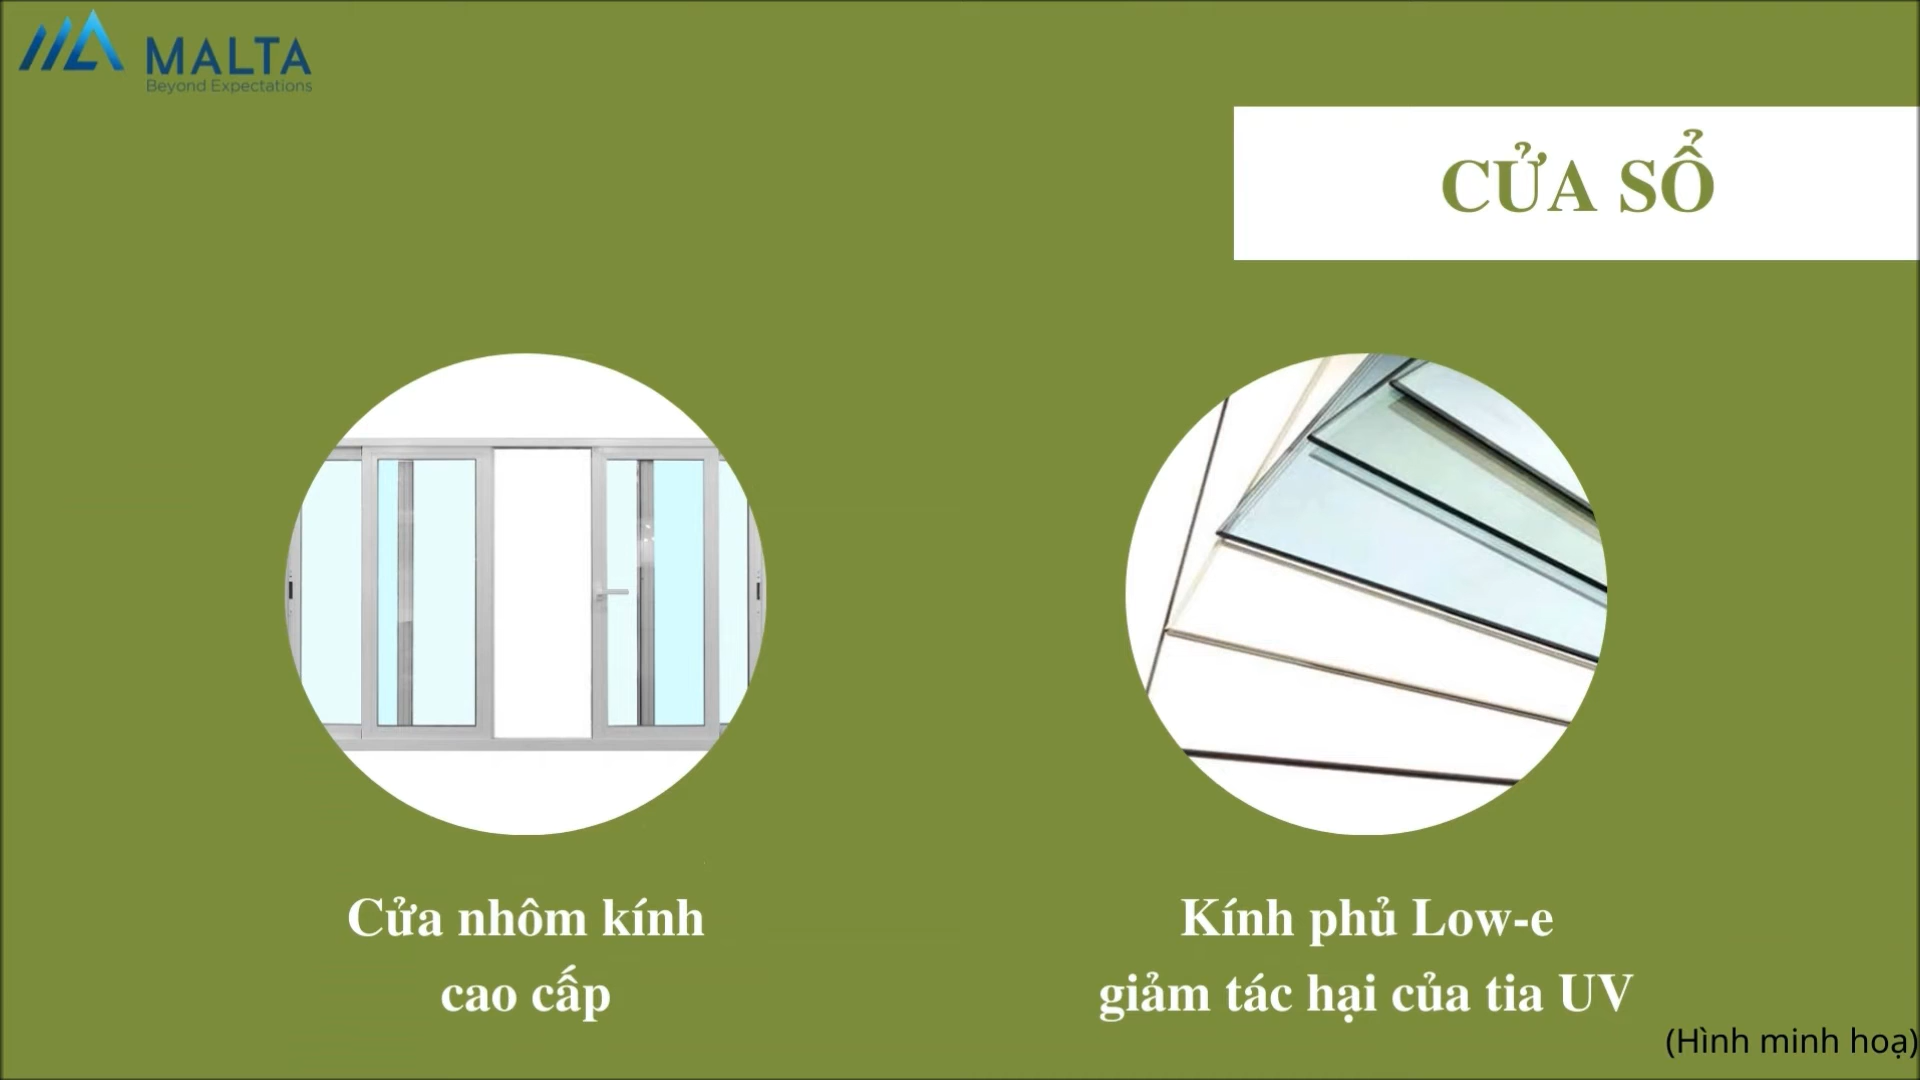 MALTA
Beyond Expectations
CỬA SỔ
Cửa nhôm kính
cao cấp
Kính phủ Low-e
giảm tác hại của tia UV
(Hình minh hoạ)